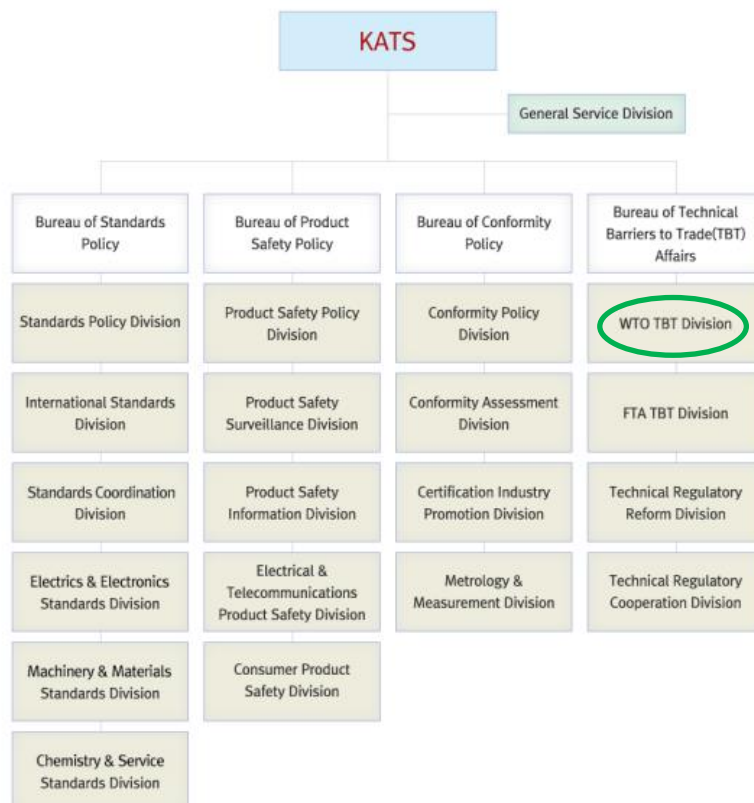 KATS
General Service Division
Bureau of Standards
Policy
Bureau of Product
Safety Policy
Bureau of Conformity
Policy
Bureau of Technical
Barriers to Trade(TBT)
Affairs
Standards Policy Division
Product Safety Policy
Division
Conformity Policy
Division
WTO TBT Division
International Standards
Division
Product Safety
Surveillance Division
Conformity Assessment
Division
FTA TBT Division
Standards Coordination
Division
Product Safety
Information Division
Certification Industry
Promotion Division
Technical Regulatory
Reform Division
Electrics & Electronics
Standards Division
Electrical &
Telecommunications
Product Safety Division
Metrology &
Measurement Division
Technical Regulatory
Cooperation Division
Machinery & Materials
Standards Division
Consumer Product
Safety Division
Chemistry & Service
Standards Division